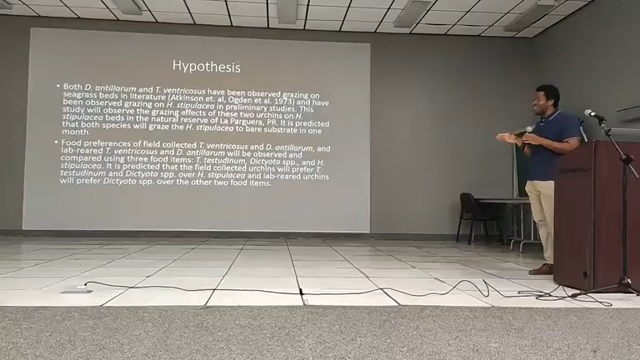 Hypothesis
• Both D. antillarum and T. ventricosus have been observed grazing on
seagrass beds in literature (Atkinson et. al, Ogden et al. 1973) and have
been observed grazing on H. stipulacea in preliminary studies. This
study will observe the grazing effects of these two urchins on H.
stipulacea beds in the natural reserve of La Parguera, PR. It is predicted
that both species will graze the H. stipulacea to bare substrate in one
month.
• Food preferences of field collected T. ventricosus and D. antillarum, and
lab-reared T. ventricosus and D. antillarum will be observed and
compared using three food items: T. testudinum, Dictyota spp., and H.
stipulacea. It is predicted that the field collected urchins will prefer T.
testudinum and Dictyota spp. over H. stipulacea and lab-reared urchins
will prefer Dictyota spp. over the other two food items.